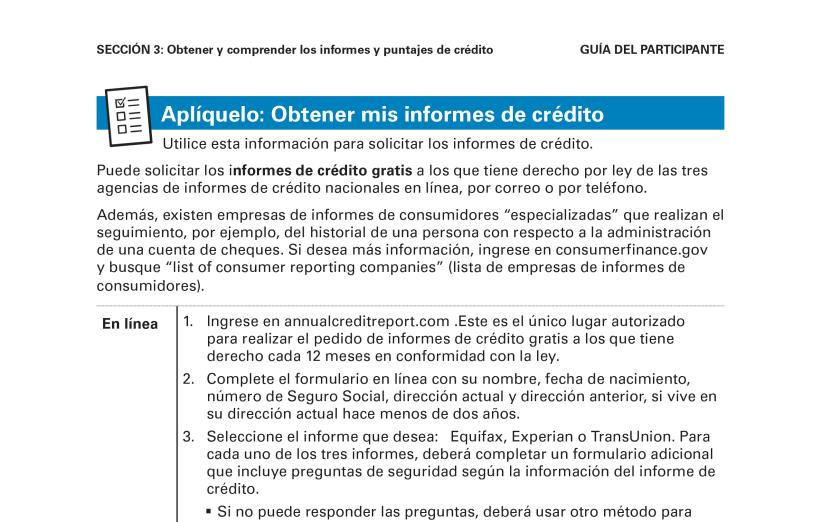 SECCIÓN 3: Obtener y comprender los informes y puntajes de crédito GUÍA DEL PARTICIPANTE
Aplíquelo: Obtener mis informes de crédito
Utilice esta información para solicitar los informes de crédito.
Puede solicitar los informes de crédito gratis a los que tiene derecho por ley de las tres
agencias de informes de crédito nacionales en línea, por correo o por teléfono.
Además, existen empresas de informes de consumidores “especializadas” que realizan el
seguimiento, por ejemplo, del historial de una persona con respecto a la administración
de una cuenta de cheques. Si desea más información, ingrese en consumerfinance.gov
y busque “list of consumer reporting companies” (lista de empresas de informes de
consumidores).
En línea
1. Ingrese en annualcreditreport.com .Este es el único lugar autorizado
para realizar el pedido de informes de crédito gratis a los que tiene
derecho cada 12 meses en conformidad con la ley.
2. Complete el formulario en línea con su nombre, fecha de nacimiento,
número de Seguro Social, dirección actual y dirección anterior, si vive en
su dirección actual hace menos de dos años.
3. Seleccione el informe que desea: Equifax, Experian o TransUnion. Para
cada uno de los tres informes, deberá completar un formulario adicional
que incluye preguntas de seguridad según la información del informe de
crédito.
▪ Si no puede responder las preguntas, deberá usar otro método para